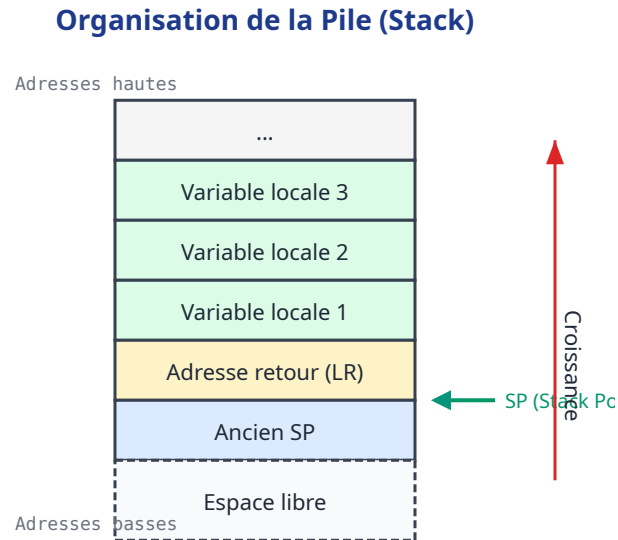 Organisation de la Pile (Stack)
Adresses hautes
...
Variable locale 3
Variable locale 2
Variable locale 1
Adresse retour (LR)
Croissance
SP (Stack Po
Ancien SP
Espace libre
Adresses basses